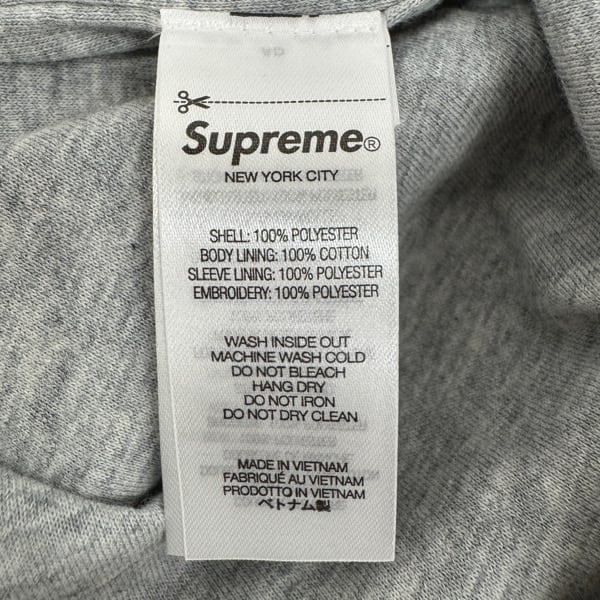 Supreme®
NEW YORK CITY
SHELL: 100% POLYESTER
BODY LINING: 100% COTTON
SLEEVE LINING: 100% POLYESTER
EMBROIDERY: 100% POLYESTER
WASH INSIDE OUT
MACHINE WASH COLD
DO NOT BLEACH
HANG DRY
DO NOT IRON
DO NOT DRY CLEAN
MADE IN VIETNAM
FABRIQUÉ AU VIETNAM
PRODOTTO IN VIETNAM
ベトナム製